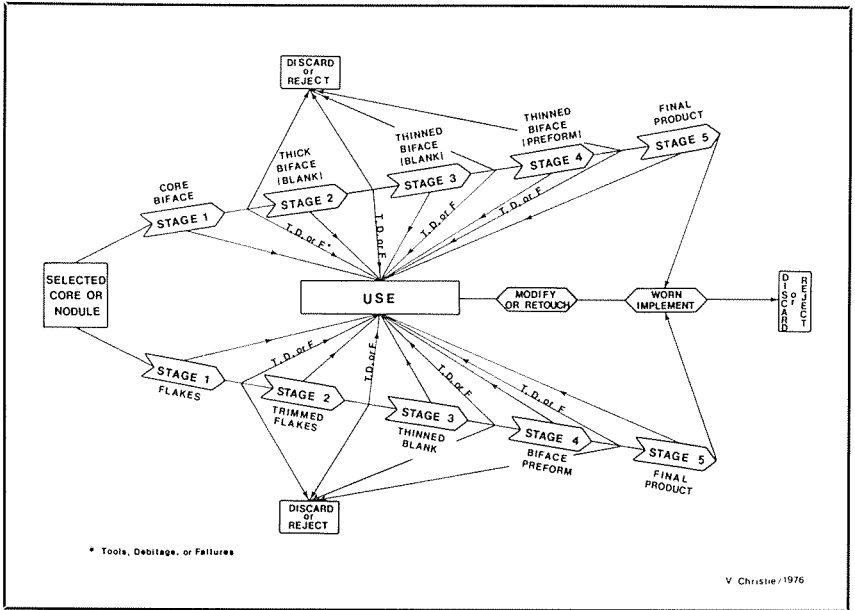 DISCARD
or
REJECT
FINAL
PRODUCT
STAGE 5
THINNED
BIFACE
(PREFORM)
STAGE 4
THINNED
BIFACE
(BLANK)
STAGE 3
THICK
BIFACE
(BLANK)
STAGE 2
CORE
BIFACE
STAGE 1
T. D. or F*
T. D. or F
T. D. or F
T. D. or F
SELECTED
CORE OR
NODULE
USE
MODIFY
OR RETOUCH
WORN
IMPLEMENT
DISCARD
or
REJECT
STAGE 1
FLAKES
T. D. or F
T. D. or F
T. D. or F
T. D. or F
STAGE 2
TRIMMED
FLAKES
STAGE 3
THINNED
BLANK
STAGE 4
BIFACE
PREFORM
STAGE 5
FINAL
PRODUCT
DISCARD
or
REJECT
* Tools, Debitage, or Failures
V Christie/1976